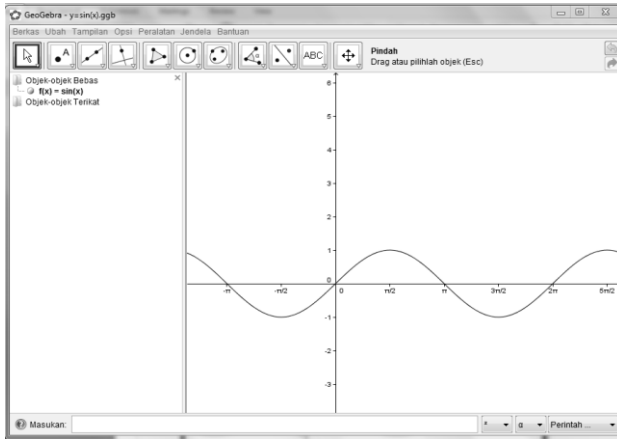 GeoGebra - y=sin(x).ggb
Berkas Ubah Tampilan Opsi Peralatan Jendela Bantuan
A
ABC
Pindah
Drag atau pilihlah objek (Esc)
Objek-objek Bebas
f(x) = sin(x)
Objek-objek Terikat
6
5
4
3
2
1
0
-π -π/2 0 π/2 π 3π/2 2π 5π/2
-1
-2
-3
Masukan:
α
Perintah ...